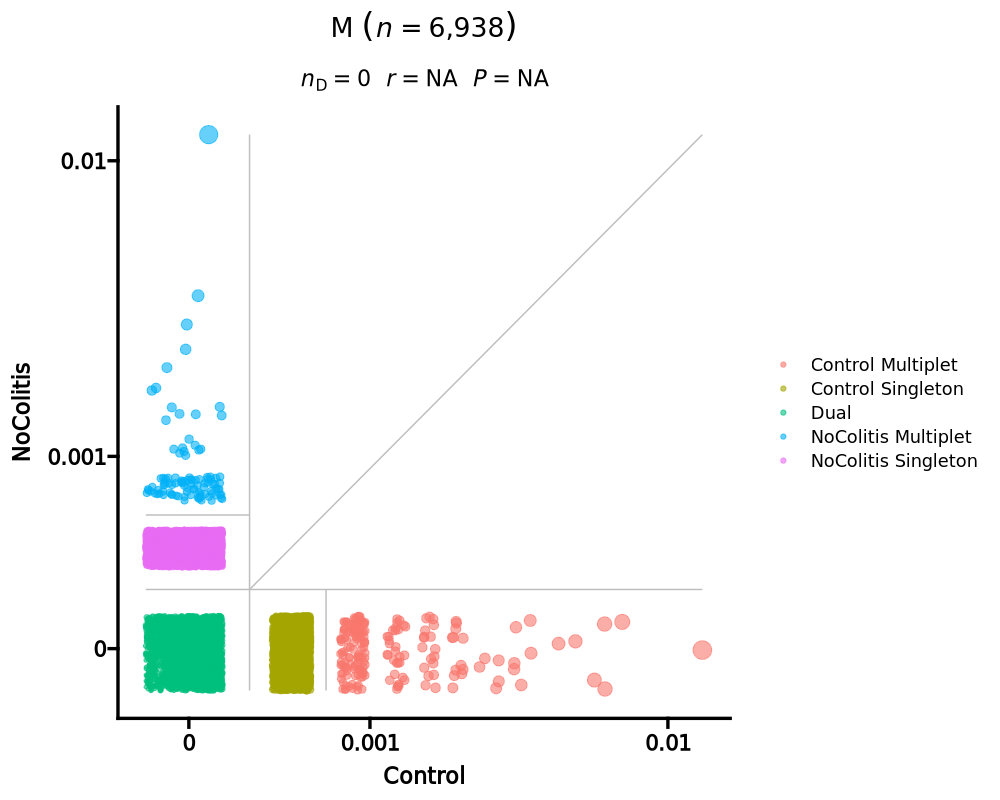 M (n = 6,938)
n_D = 0 r = NA P = NA
0.01
0.001
0
NoColitis
0
0.001
0.01
Control
Control Multiplet
Control Singleton
Dual
NoColitis Multiplet
NoColitis Singleton